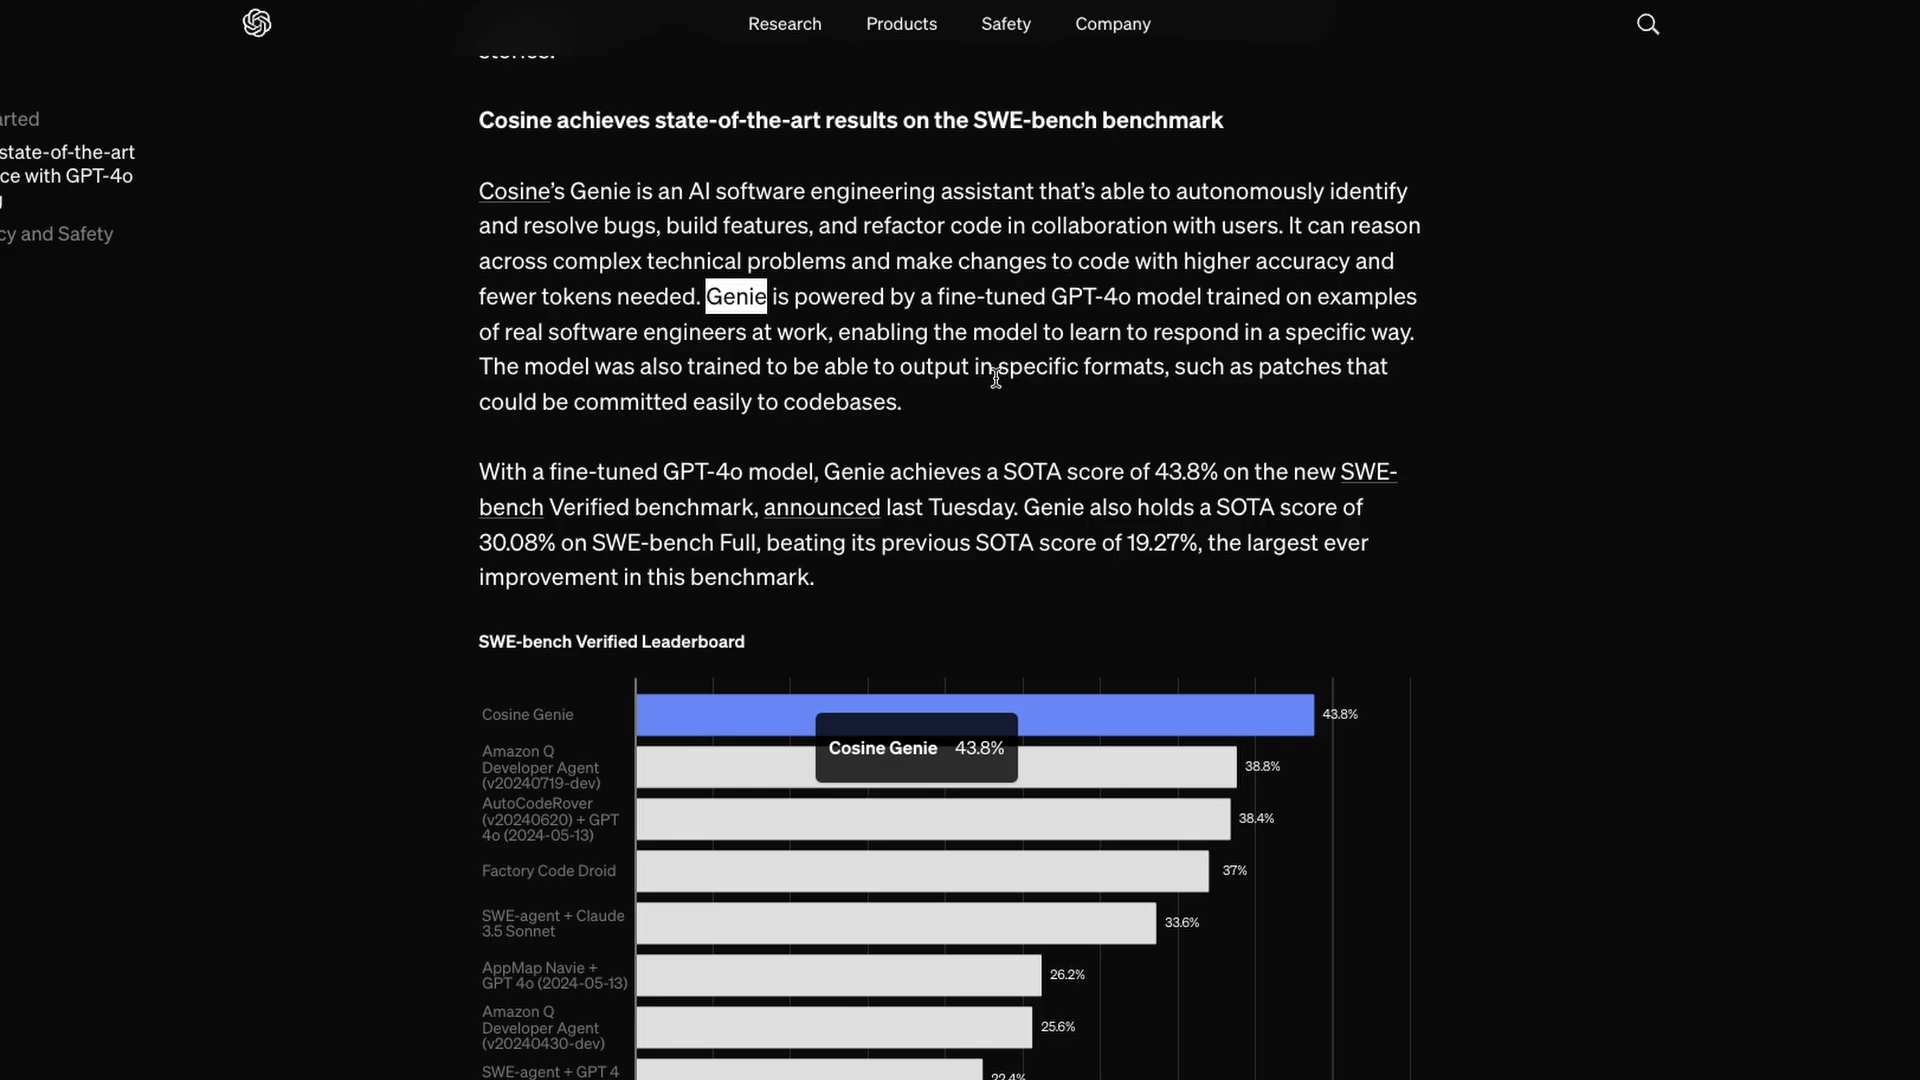 Research
Products
Safety
Company
stories.
arted
state-of-the-art
ce with GPT-4o
cy and Safety
Cosine achieves state-of-the-art results on the SWE-bench benchmark
Cosine’s Genie is an AI software engineering assistant that’s able to autonomously identify
and resolve bugs, build features, and refactor code in collaboration with users. It can reason
across complex technical problems and make changes to code with higher accuracy and
fewer tokens needed. Genie is powered by a fine-tuned GPT-4o model trained on examples
of real software engineers at work, enabling the model to learn to respond in a specific way.
The model was also trained to be able to output in specific formats, such as patches that
could be committed easily to codebases.
With a fine-tuned GPT-4o model, Genie achieves a SOTA score of 43.8% on the new SWE-
bench Verified benchmark, announced last Tuesday. Genie also holds a SOTA score of
30.08% on SWE-bench Full, beating its previous SOTA score of 19.27%, the largest ever
improvement in this benchmark.
SWE-bench Verified Leaderboard
Cosine Genie
43.8%
Cosine Genie 43.8%
Amazon Q
Developer Agent
(v20240719-dev)
38.8%
AutoCodeRover
(v20240620) + GPT
4o (2024-05-13)
38.4%
Factory Code Droid
37%
SWE-agent + Claude
3.5 Sonnet
33.6%
AppMap Navie +
GPT 4o (2024-05-13)
26.2%
Amazon Q
Developer Agent
(v20240430-dev)
25.6%
SWE-agent + GPT 4
22.4%